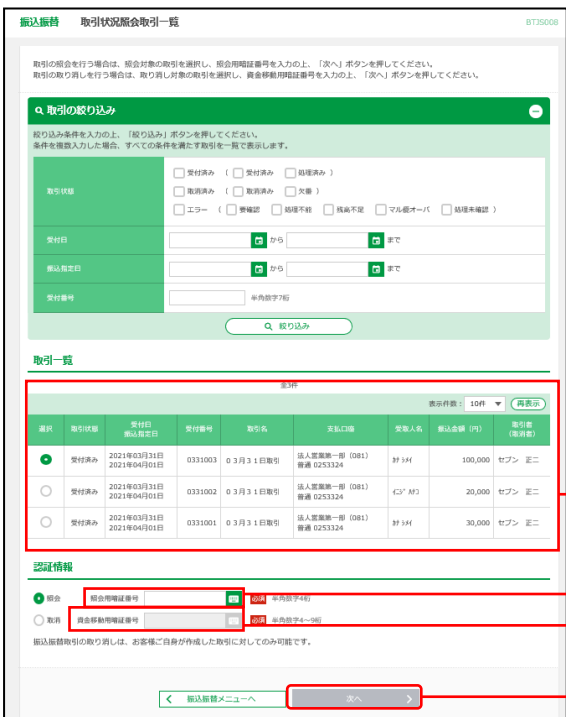 振込振替 取引状況照会取引一覧 BTJS008
取引の照会を行う場合は、照会対象の取引を選択し、照会用暗証番号を入力の上、「次へ」ボタンを押してください。
取引の取り消しを行う場合は、取り消し対象の取引を選択し、資金移動用暗証番号を入力の上、「次へ」ボタンを押してください。
取引の絞り込み
絞り込み条件を入力の上、「絞り込み」ボタンを押してください。
条件を複数入力した場合、すべての条件を満たす取引を一覧で表示します。
取引状態
受付済み ( 受付済み 処理済み )
取消済み ( 取消済み 欠番 )
エラー ( 要確認 処理不能 残高不足 マル優オーバ 処理未確認 )
受付日 から まで
振込指定日 から まで
受付番号 半角数字7桁
絞り込み
取引一覧
全3件
表示件数: 10件 再表示
選択 取引状態 受付日 振込指定日 受付番号 取引名 支払口座 受取人名 振込金額(円) 取引者(取消者)
受付済み 2021年03月31日 2021年04月01日 0331003 03月31日取引 法人営業第一部(081) 普通 0253324 100,000 セブン 正二
受付済み 2021年03月31日 2021年04月01日 0331002 03月31日取引 法人営業第一部(081) 普通 0253324 20,000 セブン 正二
受付済み 2021年03月31日 2021年04月01日 0331001 03月31日取引 法人営業第一部(081) 普通 0253324 30,000 セブン 正二
認証情報
照会 照会用暗証番号 必須 半角数字4桁
取消 資金移動用暗証番号 必須 半角数字4~9桁
振込振替取引の取り消しは、お客様ご自身が作成した取引に対してのみ可能です。
振込振替メニューへ 次へ